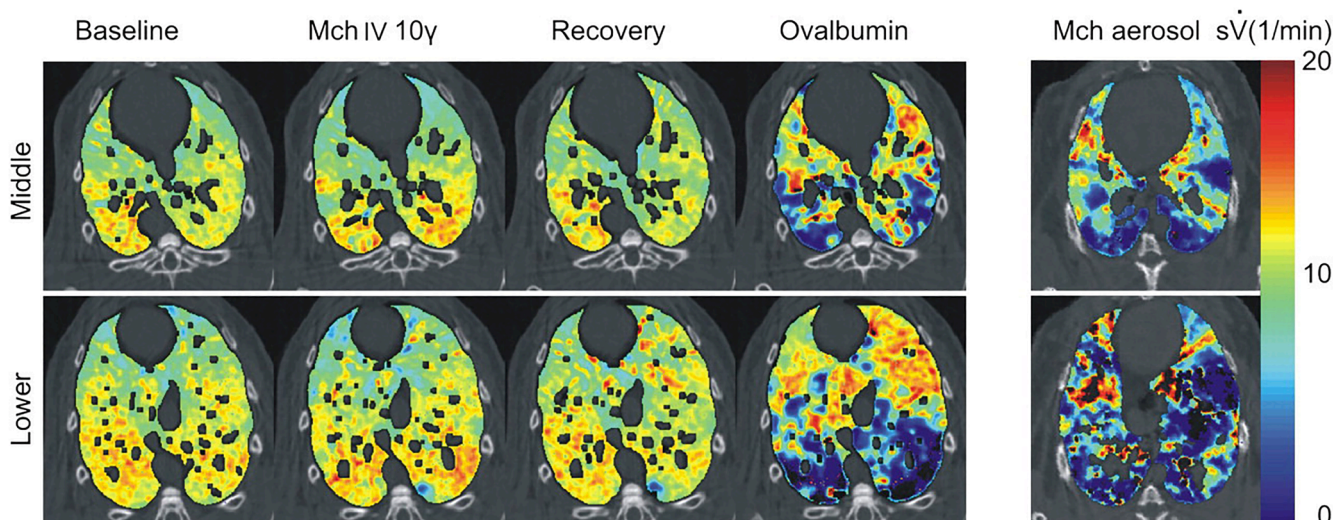 Baseline
Mch IV 10γ
Recovery
Ovalbumin
Mch aerosol
sV̇(1/min)
Middle
Lower
20
10
0